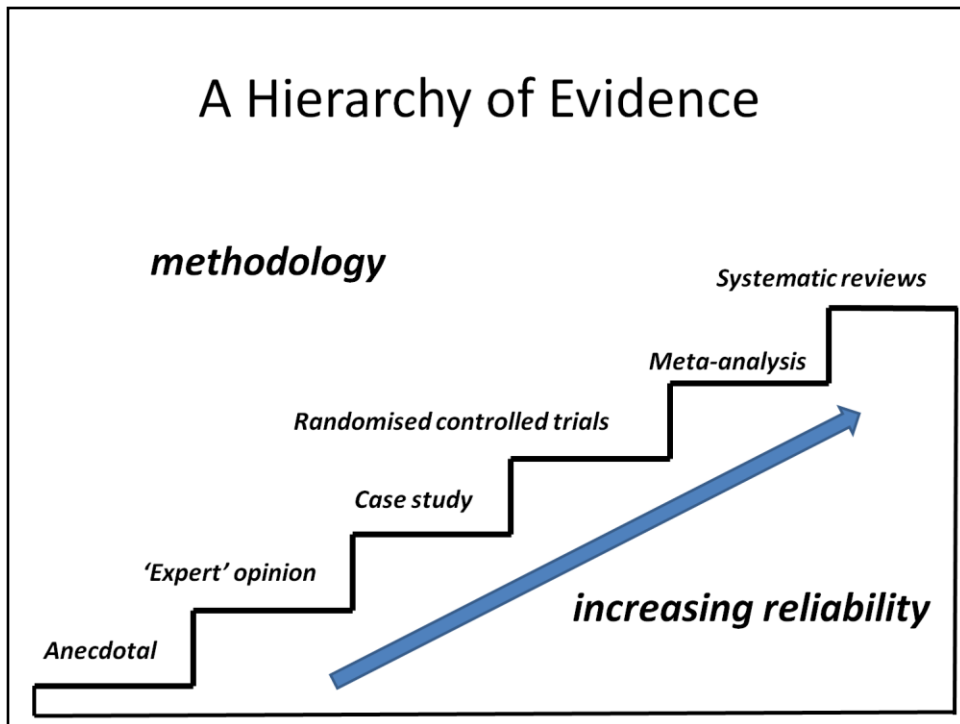 A Hierarchy of Evidence
methodology
Systematic reviews
Meta-analysis
Randomised controlled trials
Case study
‘Expert’ opinion
increasing reliability
Anecdotal